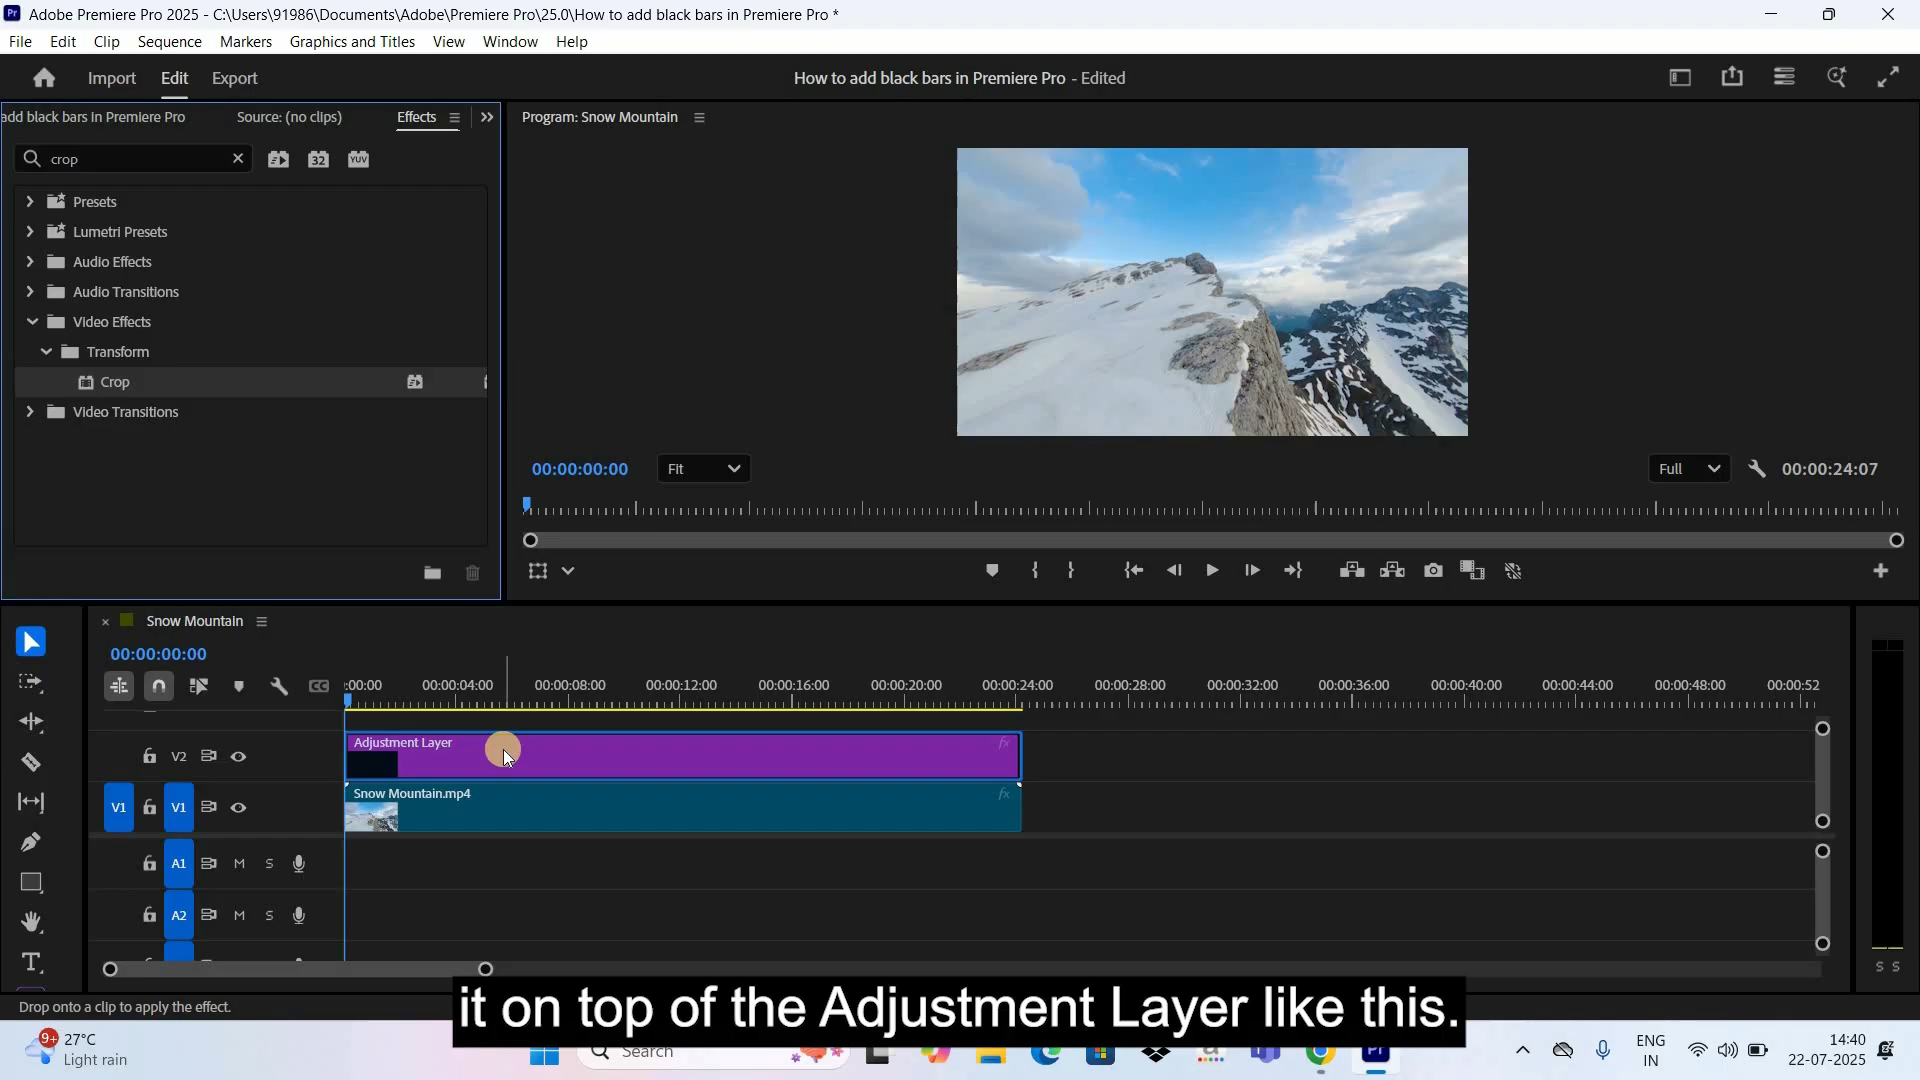 Pr Adobe Premiere Pro 2025 - C:\Users\91986\Documents\Adobe\Premiere Pro\25.0\How to add black bars in Premiere Pro *
File Edit Clip Sequence Markers Graphics and Titles View Window Help
Import Edit Export
How to add black bars in Premiere Pro - Edited
add black bars in Premiere Pro Source: (no clips) Effects
Program: Snow Mountain
crop
32 YUV
Presets
Lumetri Presets
Audio Effects
Audio Transitions
Video Effects
Transform
Crop
Video Transitions
00:00:00:00 Fit Full 00:00:24:07
Snow Mountain
00:00:00:00
CC
:00:00 00:00:04:00 00:00:08:00 00:00:12:00 00:00:16:00 00:00:20:00 00:00:24:00 00:00:28:00 00:00:32:00 00:00:36:00 00:00:40:00 00:00:44:00 00:00:48:00 00:00:52
V2
Adjustment Layer fx
V1 V1
Snow Mountain.mp4 fx
A1 M S
A2 M S
T
S S
Drop onto a clip to apply the effect.
it on top of the Adjustment Layer like this.
9+
27°C
Light rain
Search
Pr
ENG
IN
14:40
22-07-2025